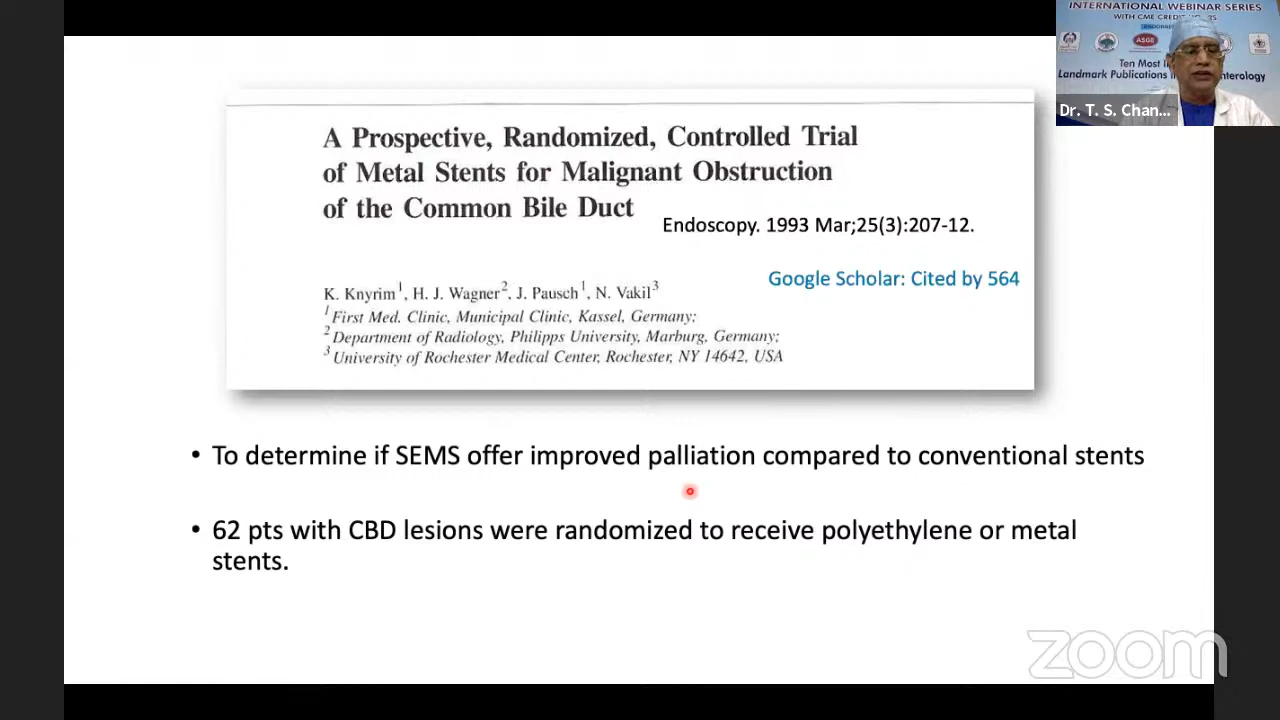 INTERNATIONAL WEBINAR SERIES
WITH CME CREDIT
ASGE
Ten Most
Landmark Publications
Dr. T. S. Chan...
A Prospective, Randomized, Controlled Trial
of Metal Stents for Malignant Obstruction
of the Common Bile Duct
Endoscopy. 1993 Mar;25(3):207-12.
Google Scholar: Cited by 564
K. Knyrim¹, H. J. Wagner², J. Pausch¹, N. Vakil³
¹ First Med. Clinic, Municipal Clinic, Kassel, Germany;
² Department of Radiology, Philipps University, Marburg, Germany;
³ University of Rochester Medical Center, Rochester, NY 14642, USA
• To determine if SEMS offer improved palliation compared to conventional stents
• 62 pts with CBD lesions were randomized to receive polyethylene or metal
stents.
zoom